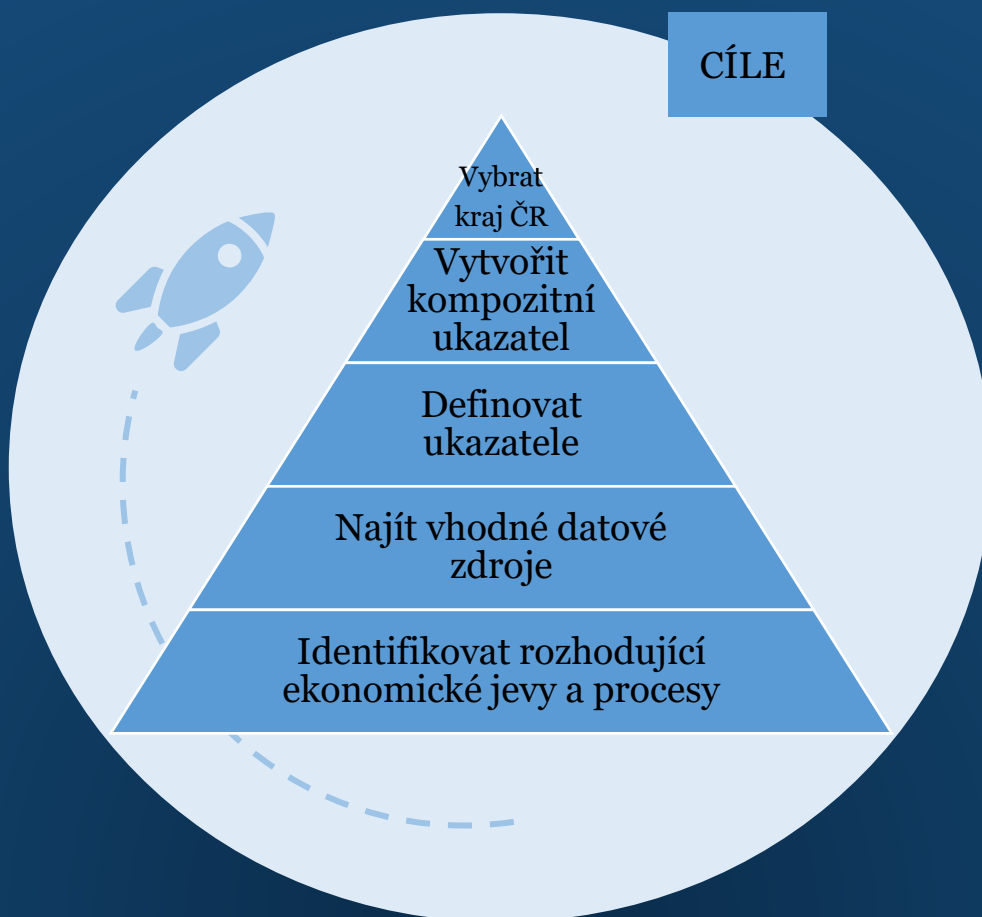 CÍLE
Vybrat
kraj ČR
Vytvořit
kompozitní
ukazatel
Definovat
ukazatele
Najít vhodné datové
zdroje
Identifikovat rozhodující
ekonomické jevy a procesy